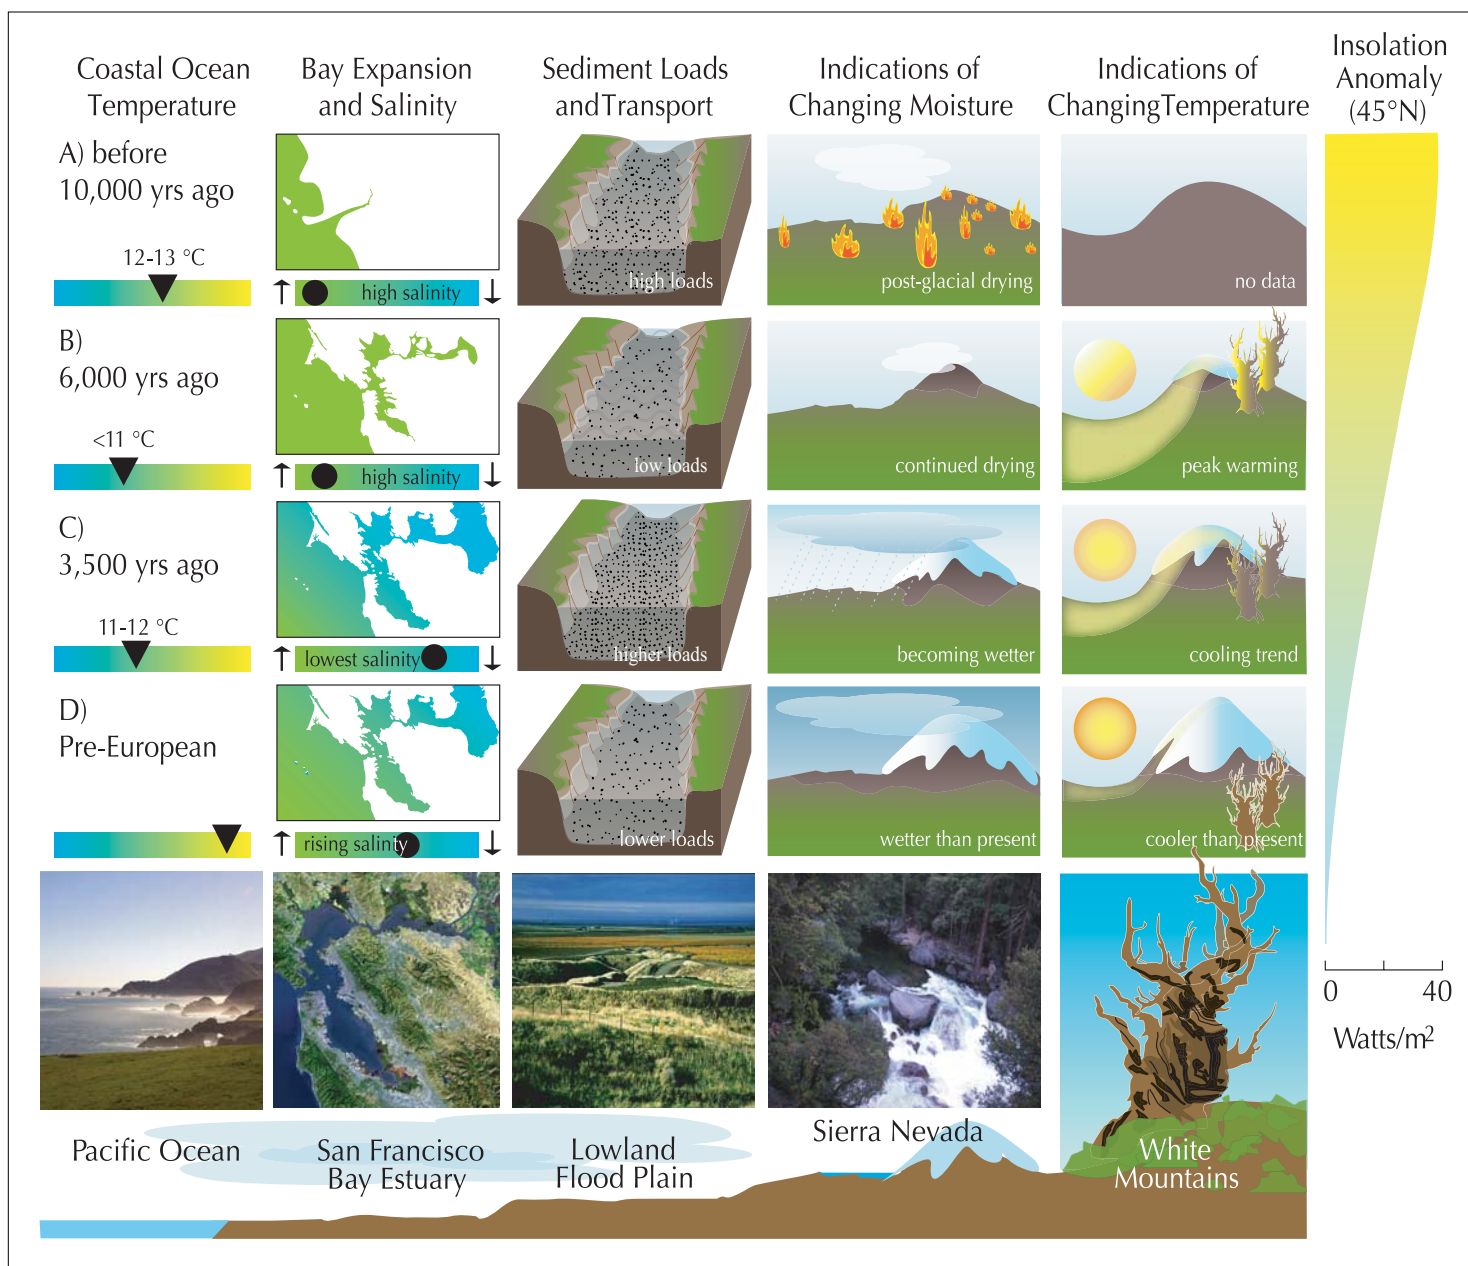 Coastal Ocean
Temperature
Bay Expansion
and Salinity
Sediment Loads
and Transport
Indications of
Changing Moisture
Indications of
Changing Temperature
Insolation
Anomaly
(45°N)
A) before
10,000 yrs ago
12-13 °C
high salinity
high loads
post-glacial drying
no data
B)
6,000 yrs ago
<11 °C
high salinity
low loads
continued drying
peak warming
C)
3,500 yrs ago
11-12 °C
lowest salinity
higher loads
becoming wetter
cooling trend
D)
Pre-European
rising salinity
lower loads
wetter than present
cooler than present
0 40
Watts/m²
Pacific Ocean
San Francisco
Bay Estuary
Lowland
Flood Plain
Sierra Nevada
White
Mountains